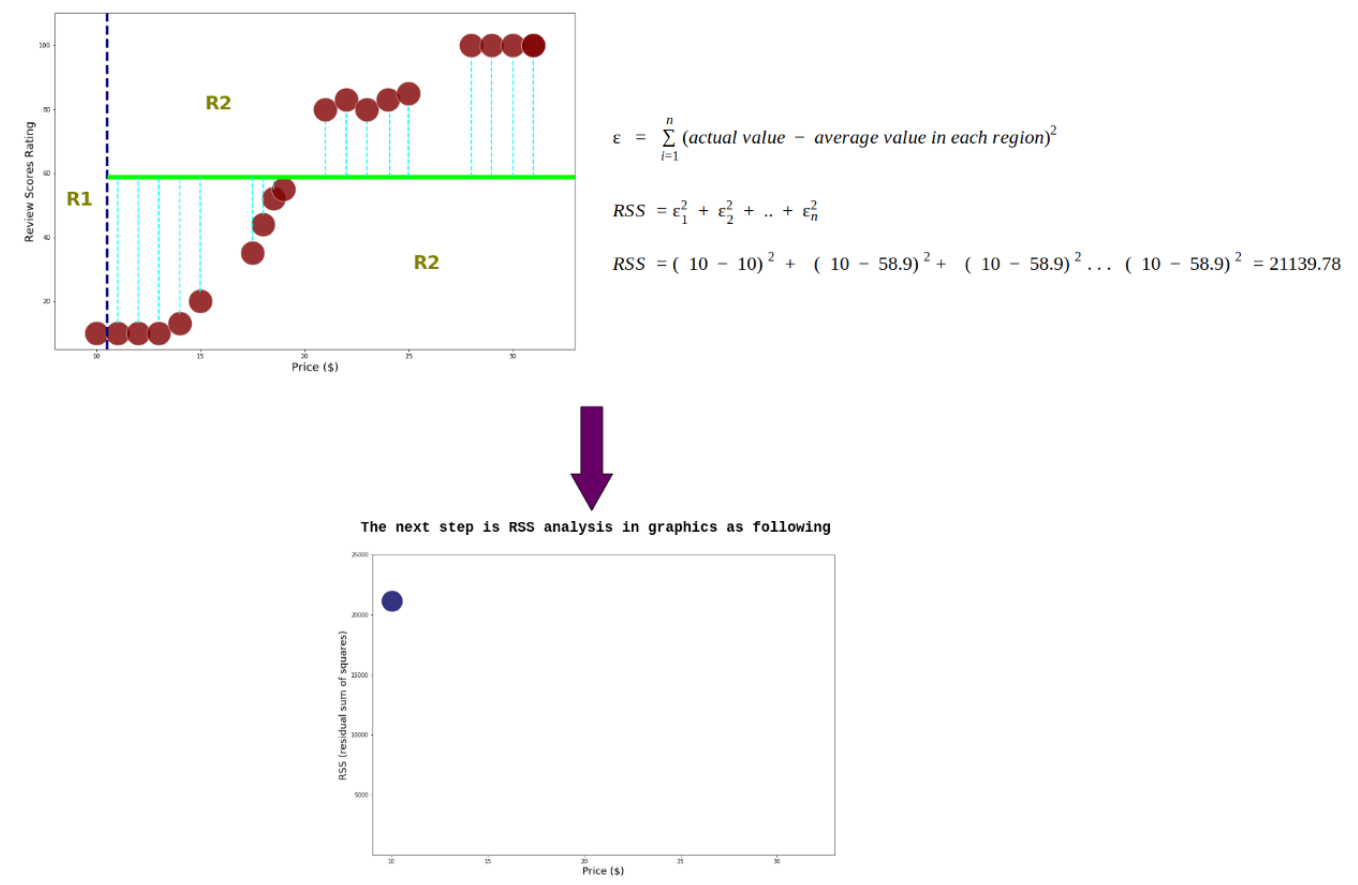 100
80
60
40
20
Review Scores Rating
R2
R1
R2
10
15
20
25
30
Price ($)
ε = n ∑ i=1 (actual value − average value in each region)²
RSS = ε₁² + ε₂² + .. + εₙ²
RSS = ( 10 − 10)² + ( 10 − 58.9)² + ( 10 − 58.9)² . . . ( 10 − 58.9)² = 21139.78
The next step is RSS analysis in graphics as following
25000
20000
15000
10000
5000
RSS (residual sum of squares)
10
15
20
25
30
Price ($)